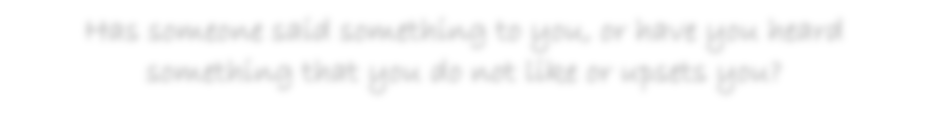 Has someone said something to you, or have you heard
something that you do not like or upsets you?